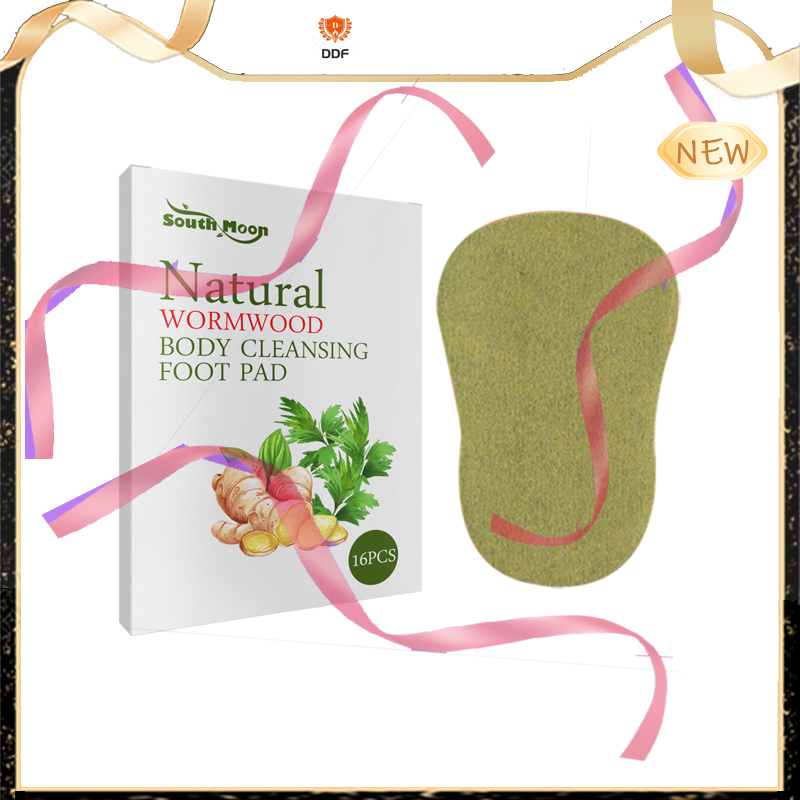 DDF
NEW
South Moon
Natural
WORMWOOD
BODY CLEANSING
FOOT PAD
16PCS